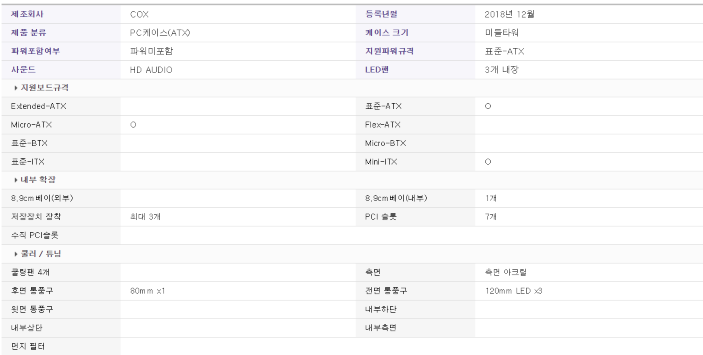 제조회사 COX 등록년월 2016년 12월
제품 분류 PC케이스(ATX) 케이스 크기 미들타워
파워포함여부 파워미포함 지원파워규격 표준-ATX
사운드 HD AUDIO LED팬 3개 내장
지원보드규격
Extended-ATX 표준-ATX O
Micro-ATX O Flex-ATX
표준-BTX Micro-BTX
표준-ITX Mini-ITX O
내부 확장
8,9cm베이(외부) 8,9cm베이(내부) 1개
저장장치 장착 최대 3개 PCI 슬롯 7개
수직 PCI슬롯
쿨러 / 튜닝
쿨링팬 4개 측면 측면 아크릴
후면 통풍구 80mm x1 전면 통풍구 120mm LED x3
윗면 통풍구 내부하단
내부상단 내부측면
먼지 필터